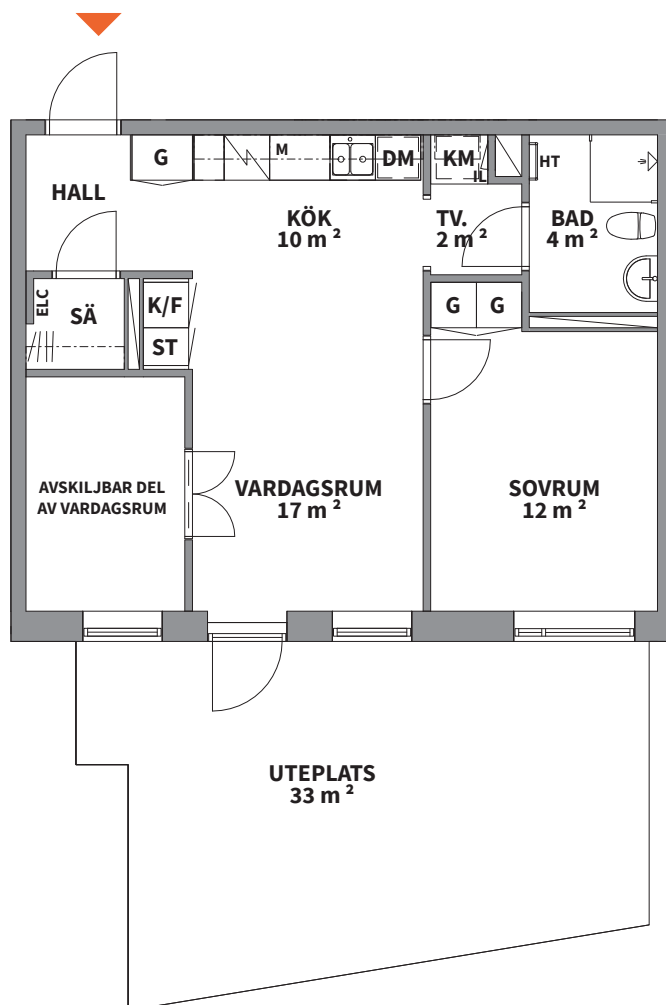 G
M
DM
KM
IL
HT
HALL
KÖK
10 m ²
TV.
2 m ²
BAD
4 m ²
ELC
SÄ
K/F
ST
G G
AVSKILJBAR DEL
AV VARDAGSRUM
VARDAGSRUM
17 m ²
SOVRUM
12 m ²
UTEPLATS
33 m ²